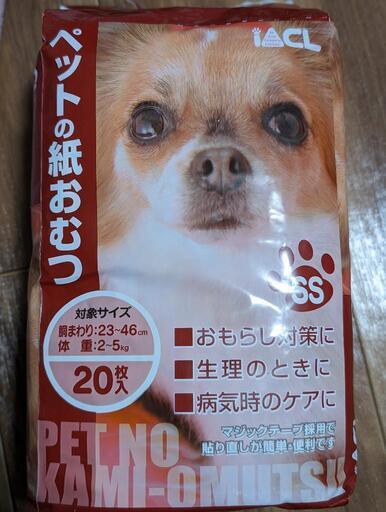 iACL
ペットの紙おむつ
SS
対象サイズ
胴まわり:23~46cm
体 重:2~5kg
20枚入
■おもらし対策に
■生理のときに
■病気時のケアに
マジックテープ採用で
貼り直しが簡単・便利です
PET NO
KAMI-OMUTSU
iACL